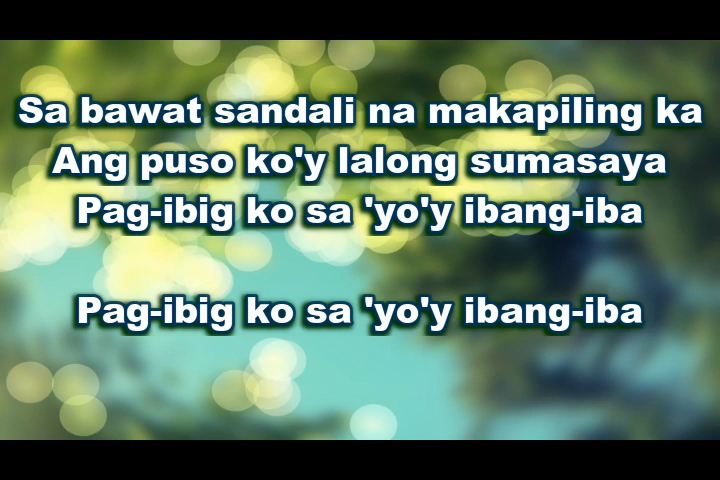 Sa bawat sandali na makapiling ka
Ang puso ko'y lalong sumasaya
Pag-ibig ko sa 'yo'y ibang-iba
Pag-ibig ko sa 'yo'y ibang-iba